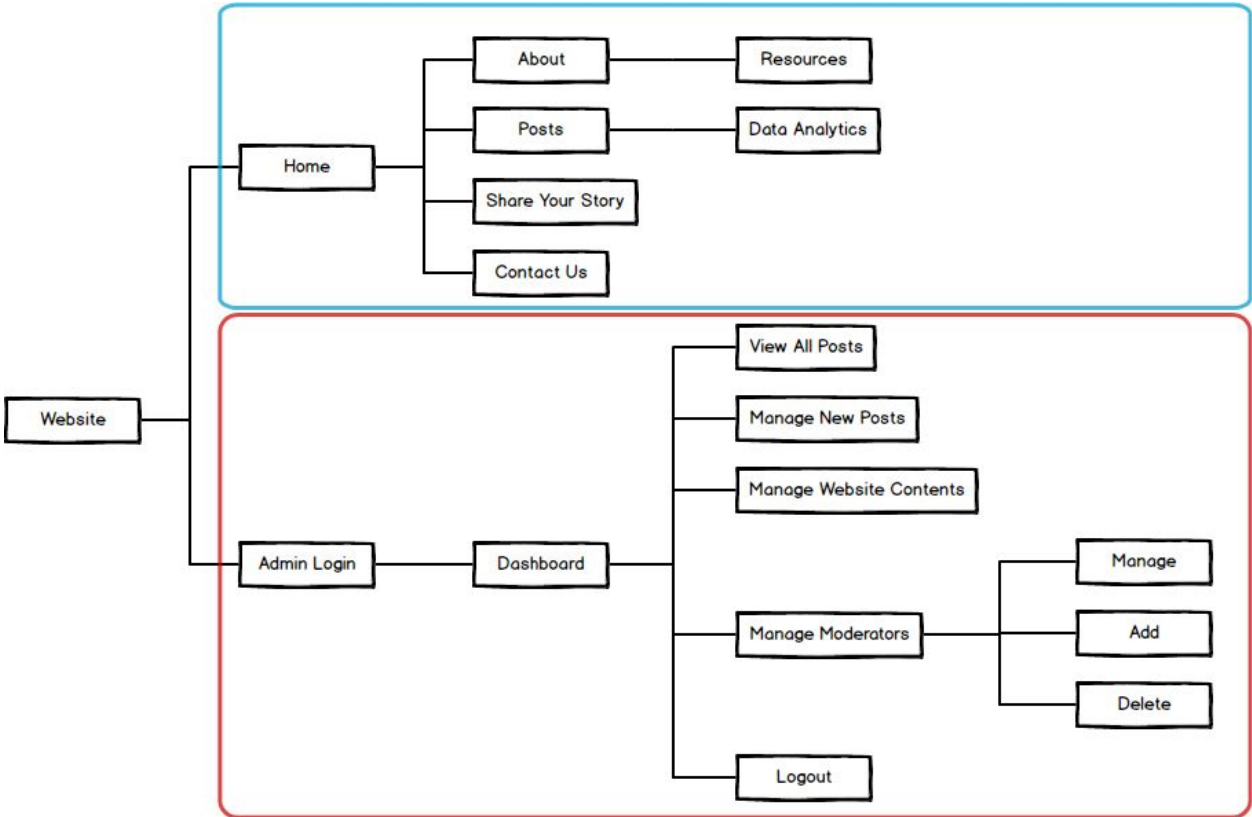 About
Resources
Posts
Data Analytics
Home
Share Your Story
Contact Us
View All Posts
Manage New Posts
Website
Manage Website Contents
Admin Login
Dashboard
Manage
Manage Moderators
Add
Delete
Logout